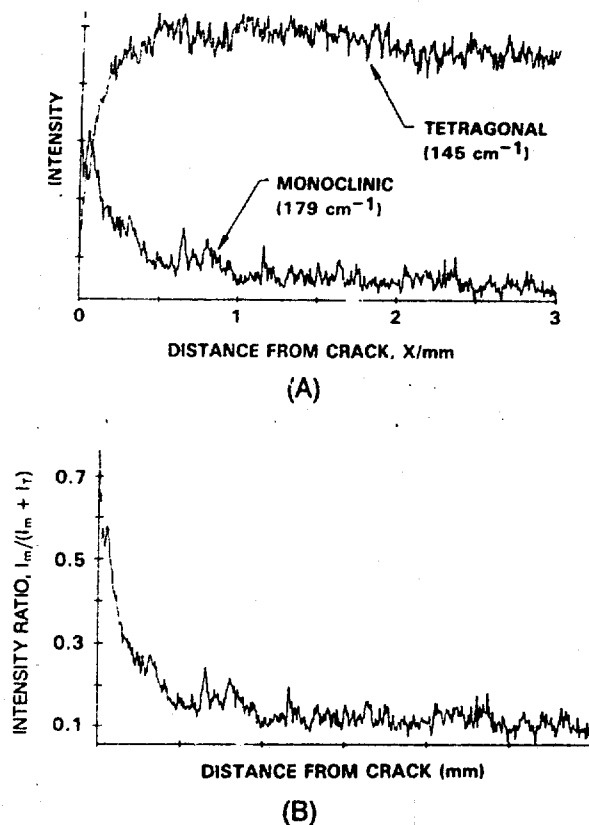 INTENSITY
TETRAGONAL
(145 cm⁻¹)
MONOCLINIC
(179 cm⁻¹)
0
1
2
3
DISTANCE FROM CRACK, X/mm
(A)
INTENSITY RATIO, Iₘ/(Iₘ + I_T)
0.7
0.5
0.3
0.1
DISTANCE FROM CRACK (mm)
(B)